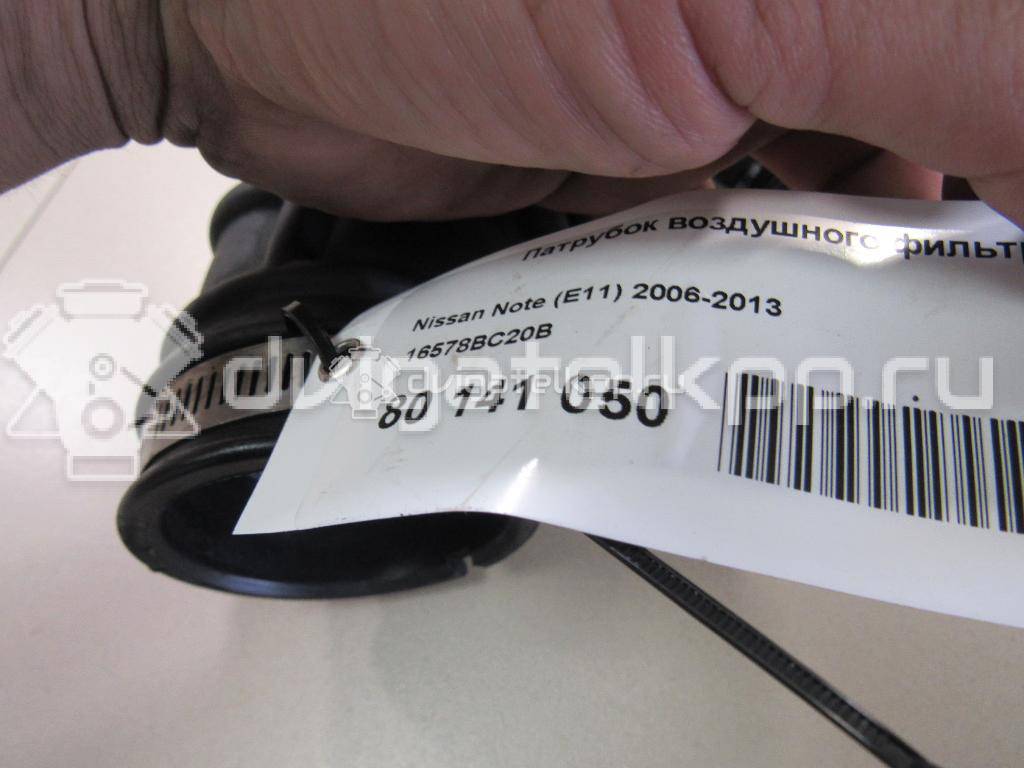 Патрубок воздушного фильт
Nissan Note (E11) 2006-2013
16578BC20B
80 141 050
dvigatelkon.ru